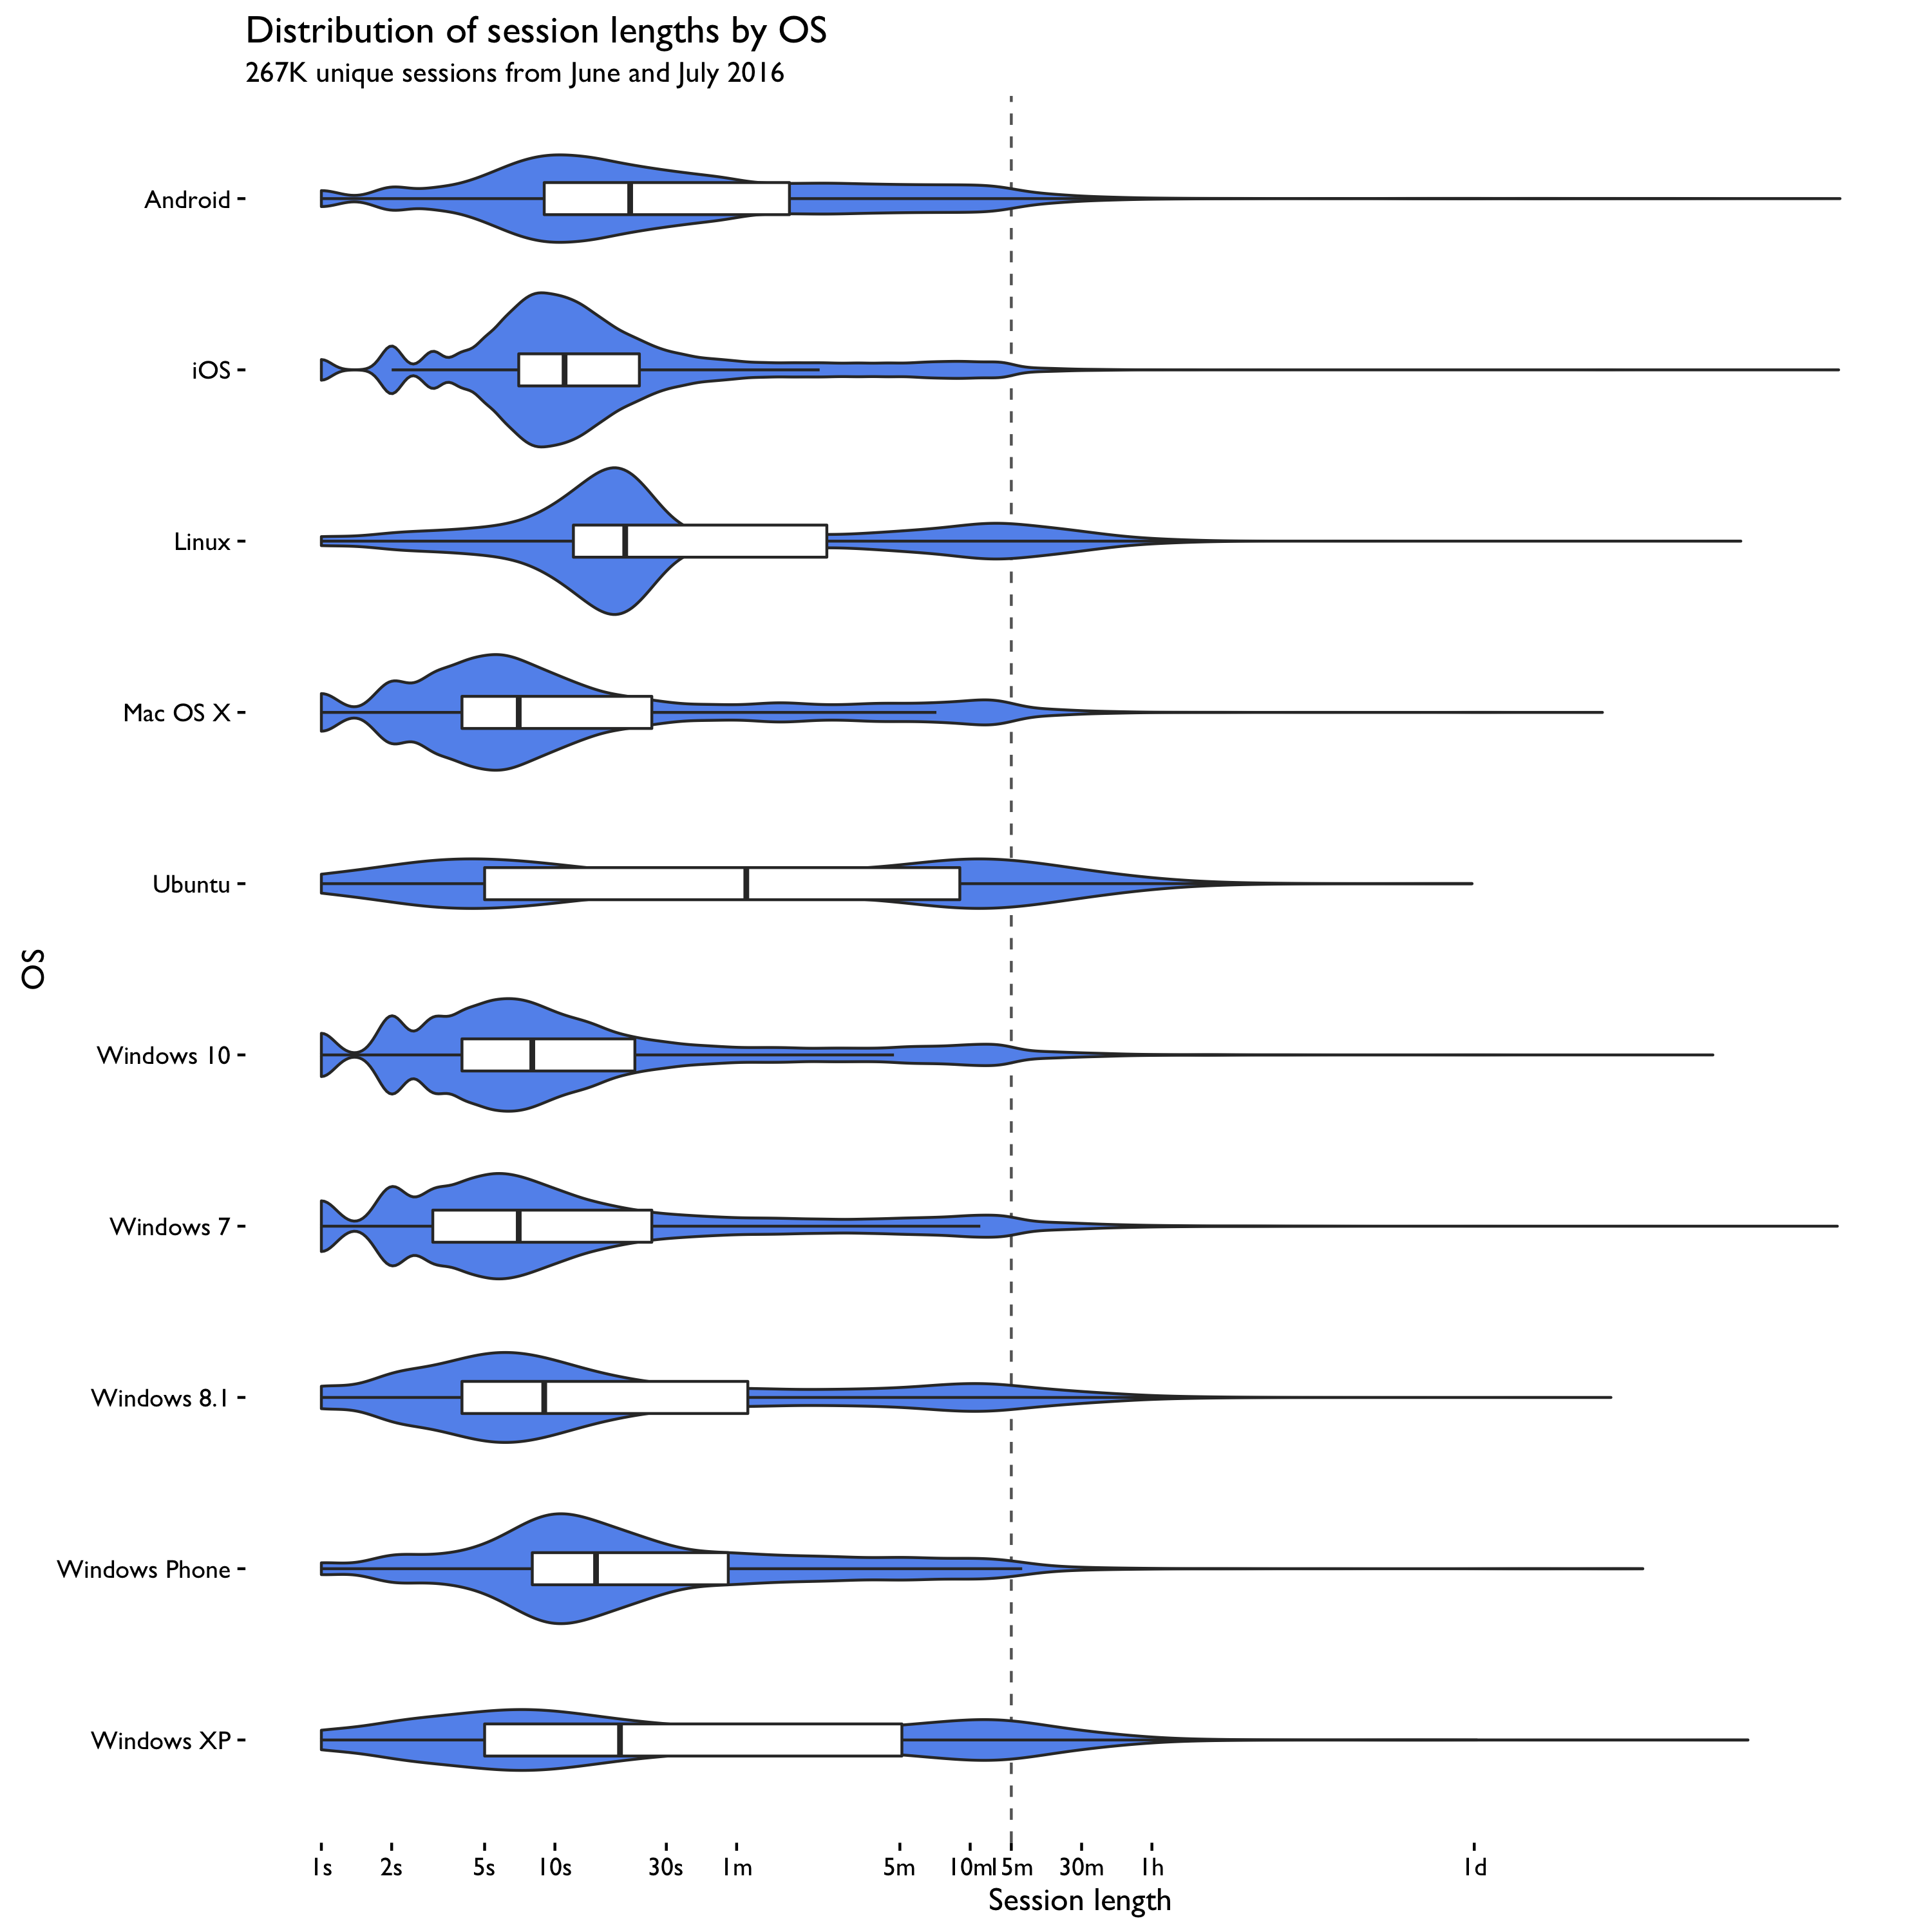 Distribution of session lengths by OS
267K unique sessions from June and July 2016
Android
iOS
Linux
Mac OS X
Ubuntu
OS
Windows 10
Windows 7
Windows 8.1
Windows Phone
Windows XP
1s 2s 5s 10s 30s 1m 5m 10m 15m 30m 1h 1d
Session length